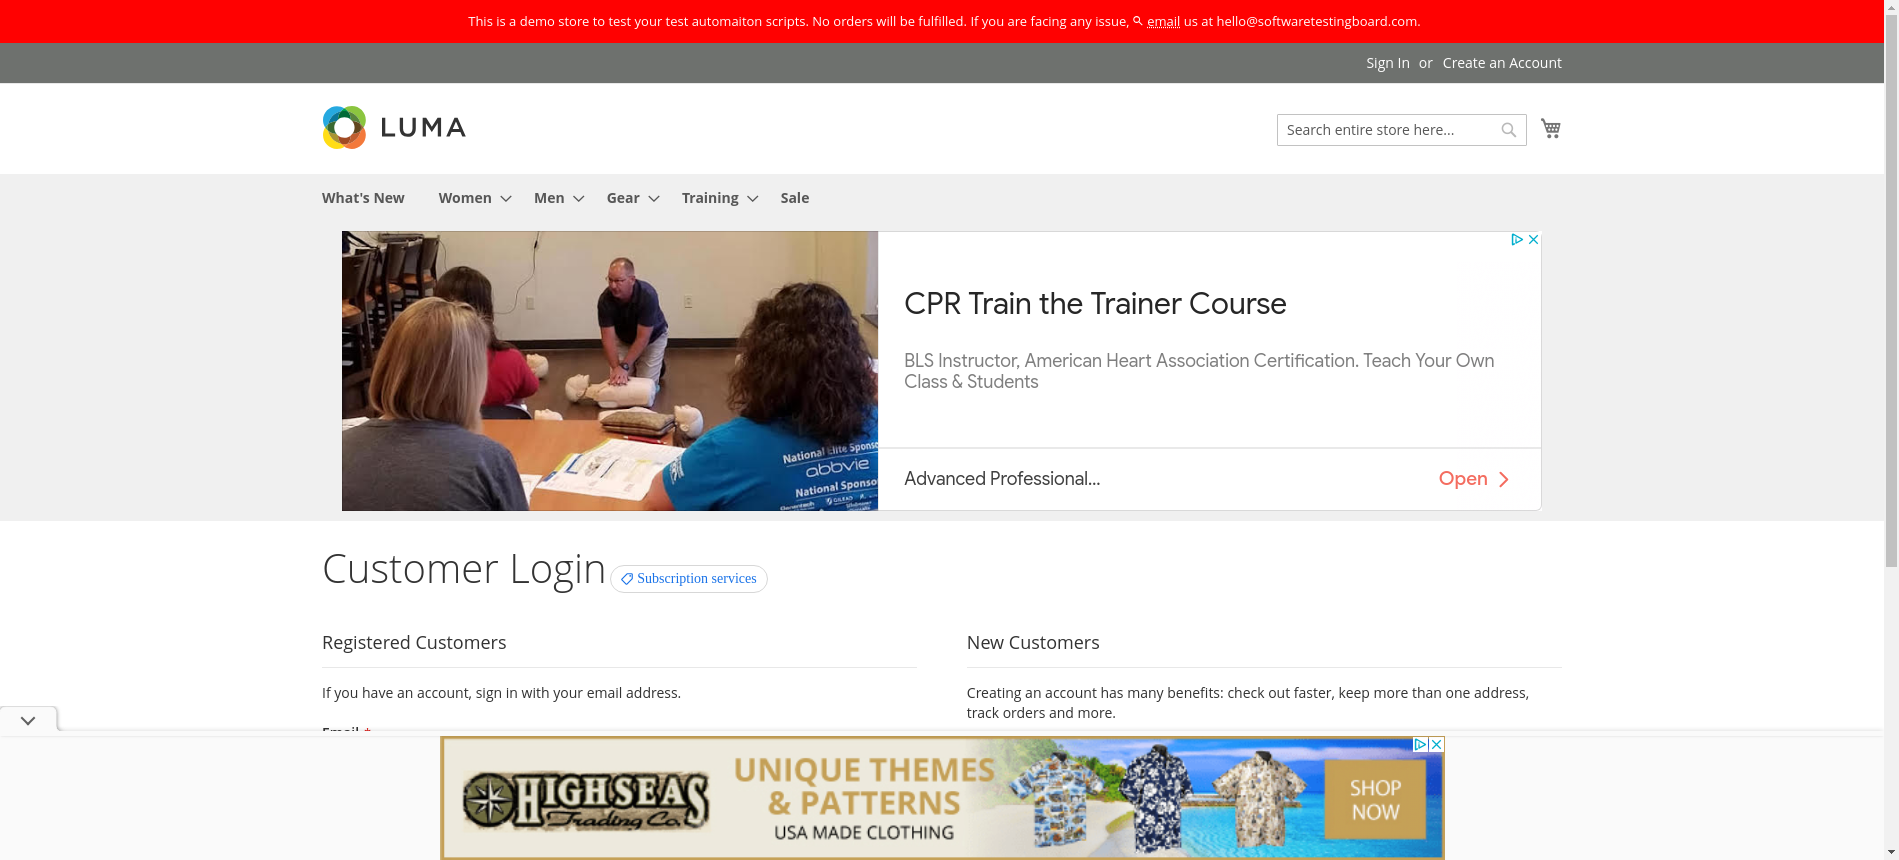 This is a demo store to test your test automaiton scripts. No orders will be fulfilled. If you are facing any issue, email us at hello@softwaretestingboard.com.
Sign In or Create an Account
LUMA
Search entire store here...
What's New Women Men Gear Training Sale
CPR Train the Trainer Course
BLS Instructor, American Heart Association Certification. Teach Your Own
Class & Students
National Elite Sponso
abbvie
National Sponso
GILEAD
Advanced Professional...
Open
Customer Login
Subscription services
Registered Customers
If you have an account, sign in with your email address.
Email *
New Customers
Creating an account has many benefits: check out faster, keep more than one address,
track orders and more.
HIGH SEAS
Trading Co.
UNIQUE THEMES
& PATTERNS
USA MADE CLOTHING
SHOP
NOW